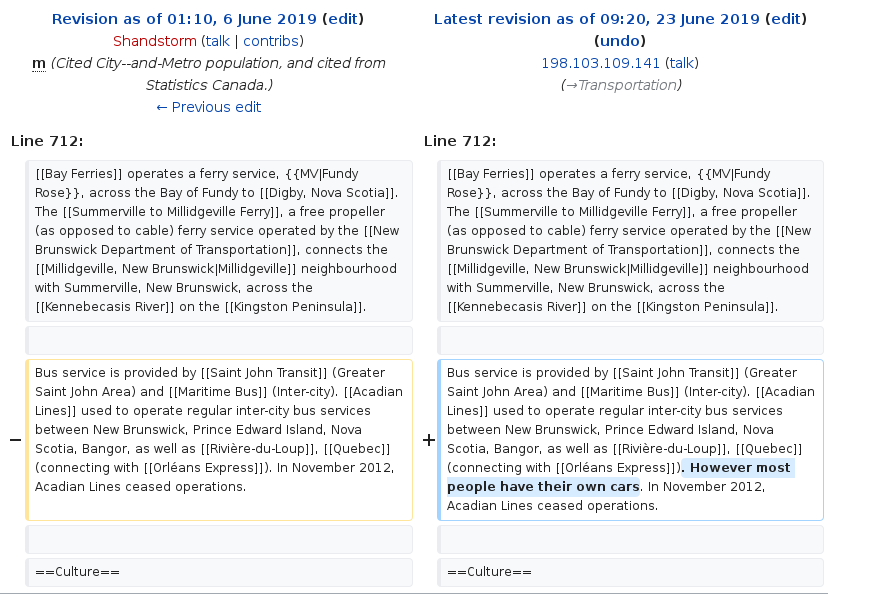 Revision as of 01:10, 6 June 2019 (edit)
Shandstorm (talk | contribs)
m (Cited City--and-Metro population, and cited from
Statistics Canada.)
← Previous edit
Latest revision as of 09:20, 23 June 2019 (edit)
(undo)
198.103.109.141 (talk)
(→Transportation)
Line 712:
[[Bay Ferries]] operates a ferry service, {{MV|Fundy
Rose}}, across the Bay of Fundy to [[Digby, Nova Scotia]].
The [[Summerville to Millidgeville Ferry]], a free propeller
(as opposed to cable) ferry service operated by the [[New
Brunswick Department of Transportation]], connects the
[[Millidgeville, New Brunswick|Millidgeville]] neighbourhood
with Summerville, New Brunswick, across the
[[Kennebecasis River]] on the [[Kingston Peninsula]].
− Bus service is provided by [[Saint John Transit]] (Greater
Saint John Area) and [[Maritime Bus]] (Inter-city). [[Acadian
Lines]] used to operate regular inter-city bus services
between New Brunswick, Prince Edward Island, Nova
Scotia, Bangor, as well as [[Rivière-du-Loup]], [[Quebec]]
(connecting with [[Orléans Express]]). In November 2012,
Acadian Lines ceased operations.
==Culture==
Line 712:
[[Bay Ferries]] operates a ferry service, {{MV|Fundy
Rose}}, across the Bay of Fundy to [[Digby, Nova Scotia]].
The [[Summerville to Millidgeville Ferry]], a free propeller
(as opposed to cable) ferry service operated by the [[New
Brunswick Department of Transportation]], connects the
[[Millidgeville, New Brunswick|Millidgeville]] neighbourhood
with Summerville, New Brunswick, across the
[[Kennebecasis River]] on the [[Kingston Peninsula]].
+ Bus service is provided by [[Saint John Transit]] (Greater
Saint John Area) and [[Maritime Bus]] (Inter-city). [[Acadian
Lines]] used to operate regular inter-city bus services
between New Brunswick, Prince Edward Island, Nova
Scotia, Bangor, as well as [[Rivière-du-Loup]], [[Quebec]]
(connecting with [[Orléans Express]]). However most
people have their own cars. In November 2012,
Acadian Lines ceased operations.
==Culture==